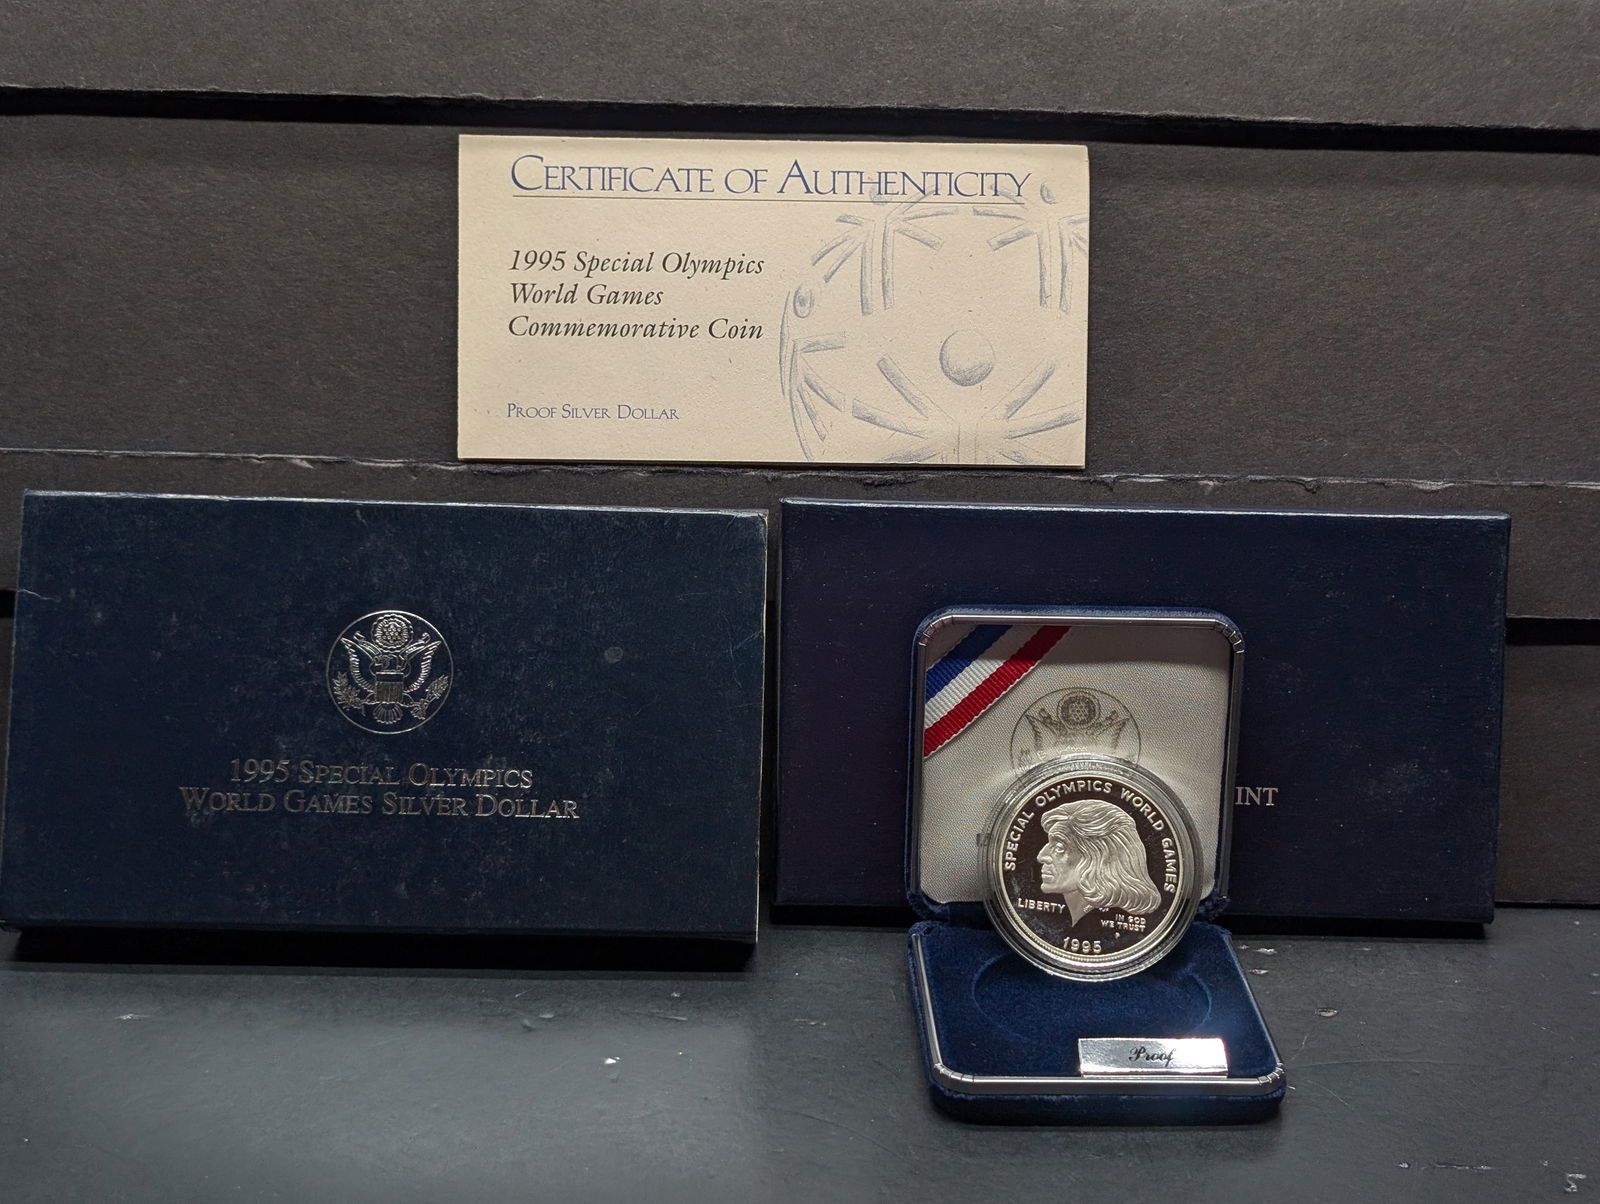 CERTIFICATE OF AUTHENTICITY
1995 Special Olympics
World Games
Commemorative Coin
PROOF SILVER DOLLAR
1995 SPECIAL OLYMPICS
WORLD GAMES SILVER DOLLAR
INT
SPECIAL OLYMPICS WORLD GAMES
LIBERTY
IN GOD
WE TRUST
P
1995
Proof